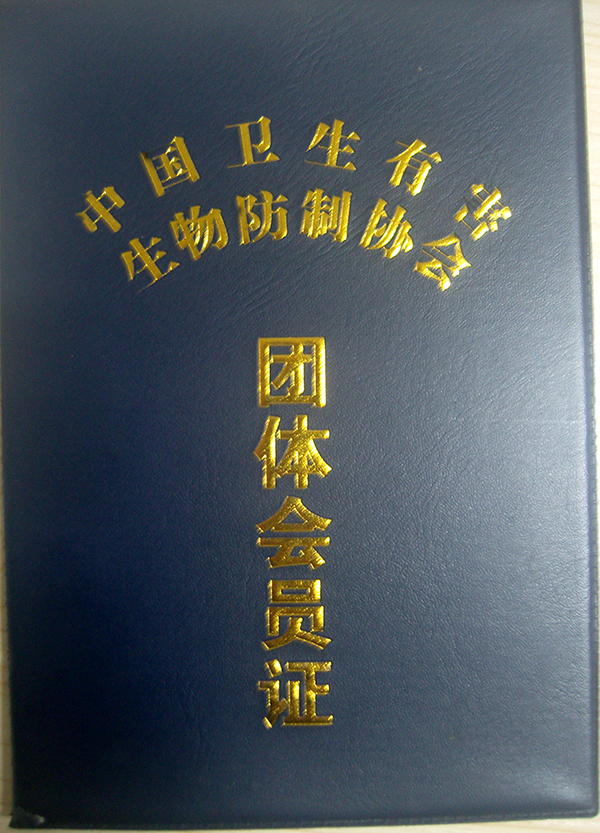 中国卫生有害
生物防制协会
团体会员证